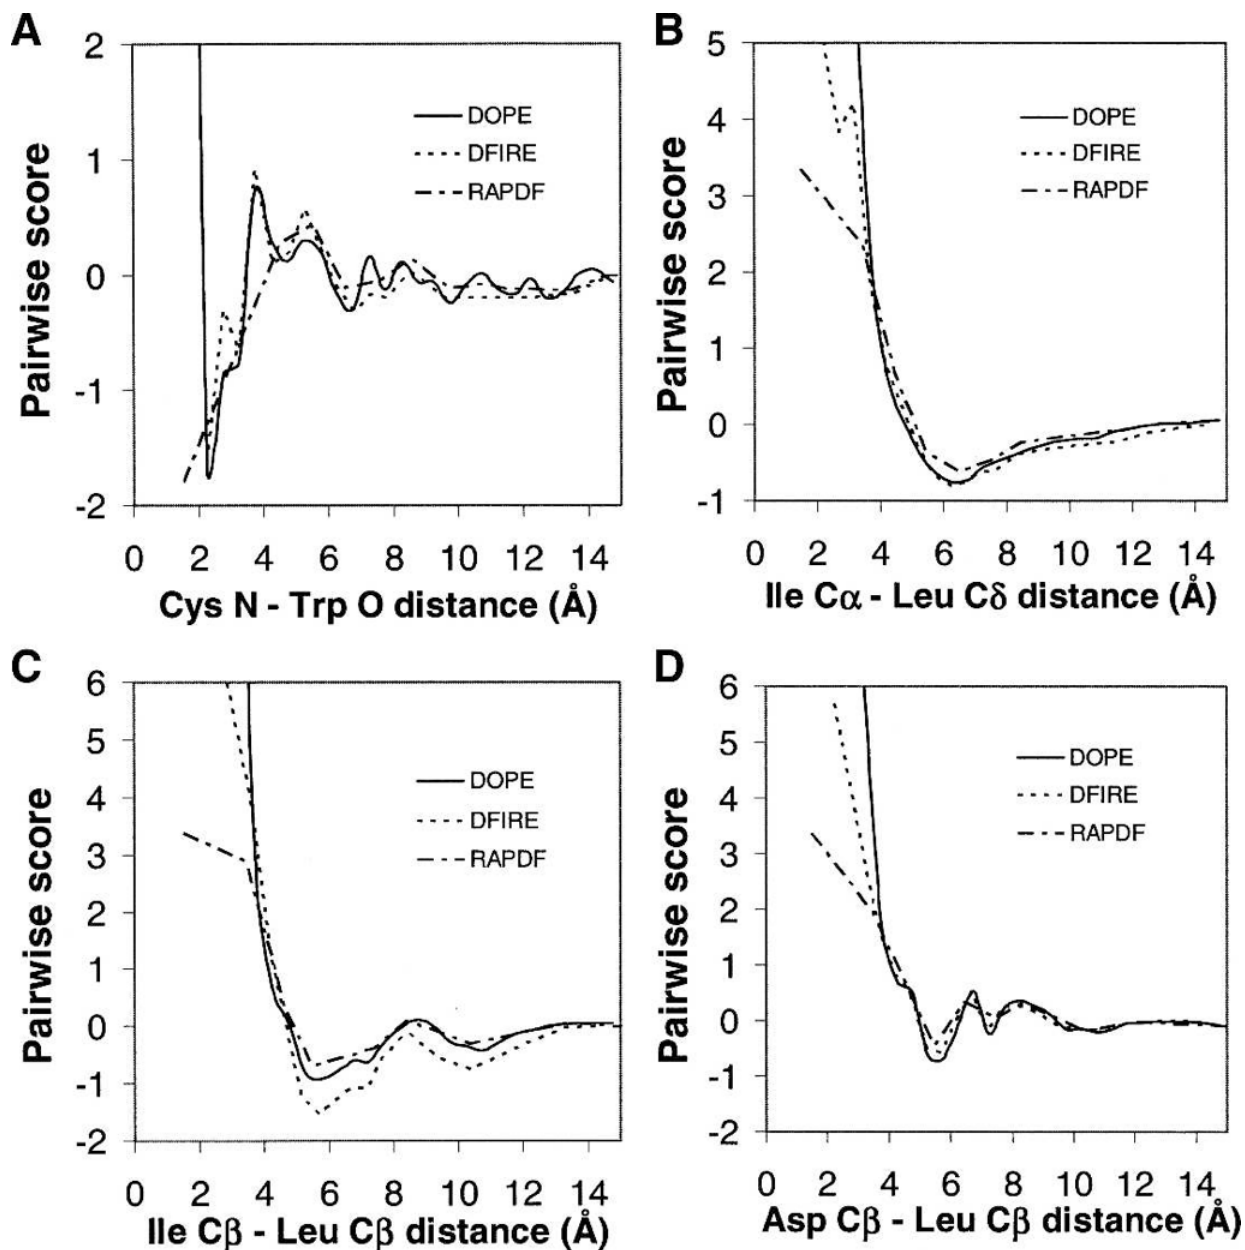 A
2
1
0
-1
-2
Pairwise score
DOPE
DFIRE
RAPDF
0 2 4 6 8 10 12 14
Cys N - Trp O distance (Å)
B
5
4
3
2
1
0
-1
Pairwise score
DOPE
DFIRE
RAPDF
0 2 4 6 8 10 12 14
Ile Cα - Leu Cδ distance (Å)
C
6
5
4
3
2
1
0
-1
-2
Pairwise score
DOPE
DFIRE
RAPDF
0 2 4 6 8 10 12 14
Ile Cβ - Leu Cβ distance (Å)
D
6
5
4
3
2
1
0
-1
-2
Pairwise score
DOPE
DFIRE
RAPDF
0 2 4 6 8 10 12 14
Asp Cβ - Leu Cβ distance (Å)